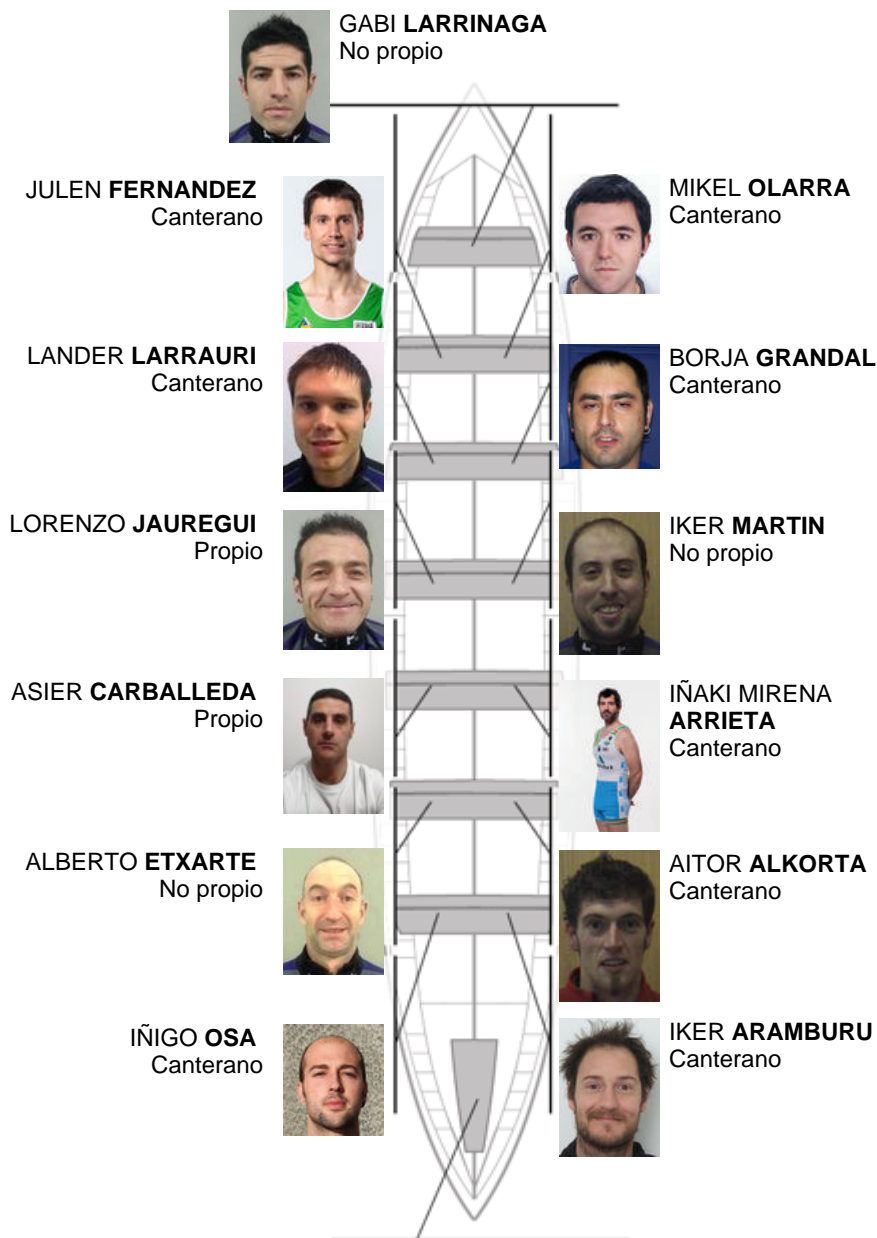 GABI LARRINAGA
No propio
JULEN FERNANDEZ
Canterano
MIKEL OLARRA
Canterano
LANDER LARRAURI
Canterano
BORJA GRANDAL
Canterano
LORENZO JAUREGUI
Propio
IKER MARTIN
No propio
ASIER CARBALLEDA
Propio
IÑAKI MIRENA
ARRIETA
Canterano
ALBERTO ETXARTE
No propio
AITOR ALKORTA
Canterano
IÑIGO OSA
Canterano
IKER ARAMBURU
Canterano